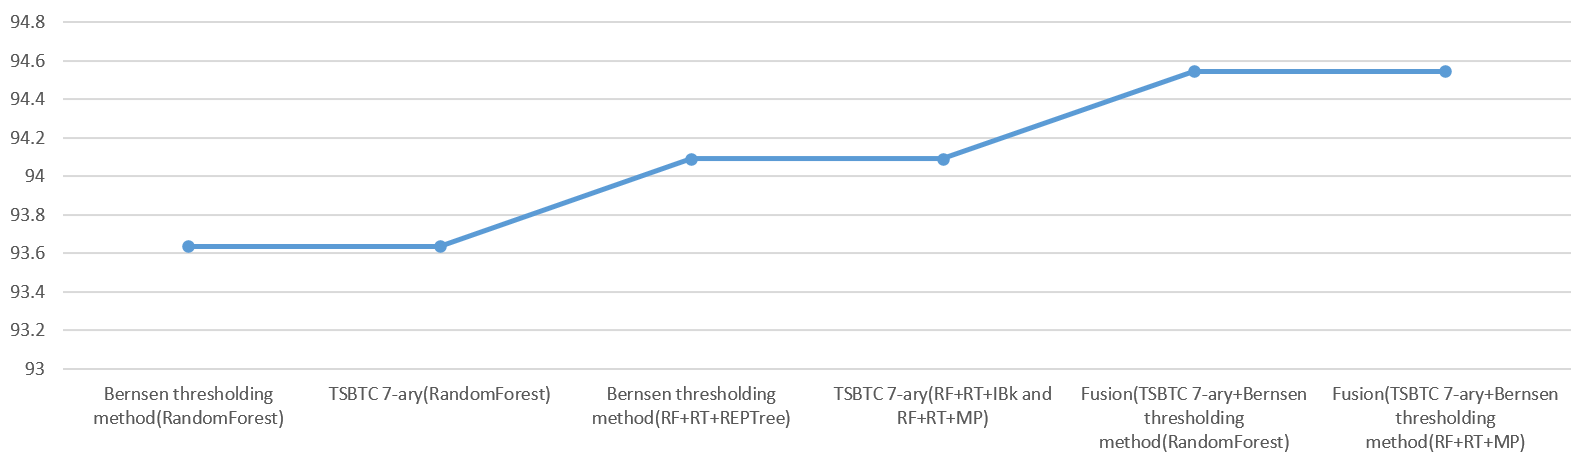 94.8
94.6
94.4
94.2
94
93.8
93.6
93.4
93.2
93
Bernsen thresholding
method(RandomForest)
TSBTC 7-ary(RandomForest)
Bernsen thresholding
method(RF+RT+REPTree)
TSBTC 7-ary(RF+RT+IBk and
RF+RT+MP)
Fusion(TSBTC 7-ary+Bernsen
thresholding
method(RandomForest)
Fusion(TSBTC 7-ary+Bernsen
thresholding
method(RF+RT+MP)